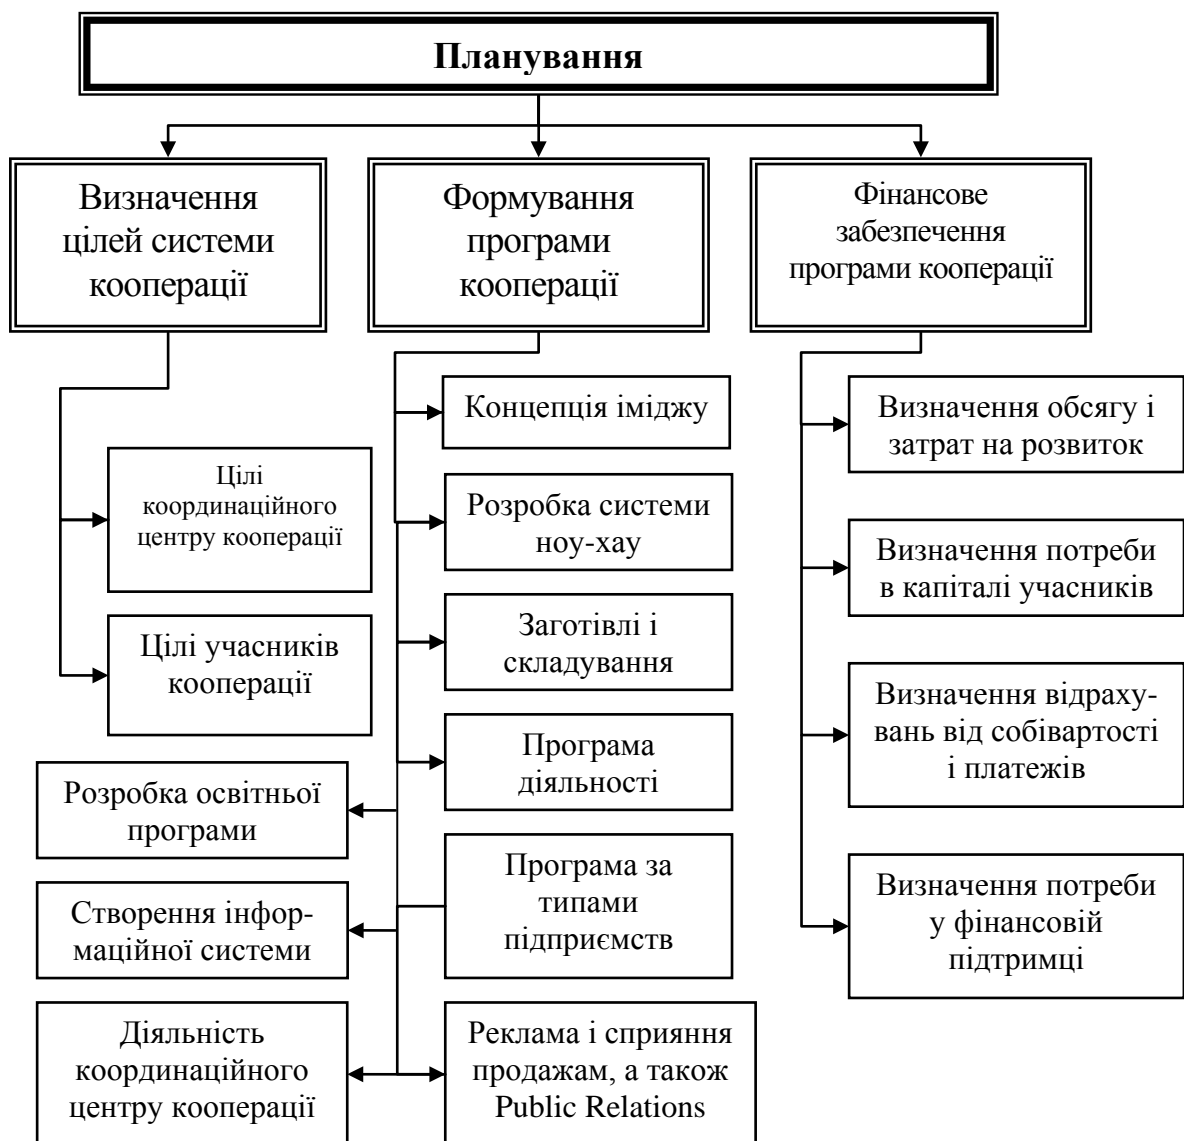 Планування
Визначення
цілей системи
кооперації
Формування
програми
кооперації
Фінансове
забезпечення
програми кооперації
Цілі
координаційного
центру кооперації
Цілі учасників
кооперації
Концепція іміджу
Розробка системи
ноу-хау
Заготівлі і
складування
Програма
діяльності
Програма за
типами
підприємств
Реклама і сприяння
продажам, а також
Public Relations
Розробка освітньої
програми
Створення інфор-
маційної системи
Діяльність
координаційного
центру кооперації
Визначення обсягу і
затрат на розвиток
Визначення потреби
в капіталі учасників
Визначення відраху-
вань від собівартості
і платежів
Визначення потреби
у фінансовій
підтримці